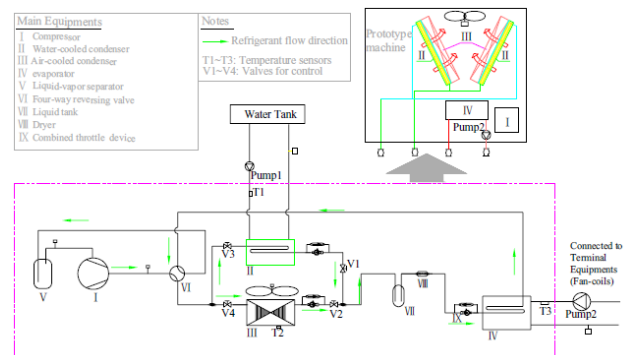 Main Equipments
I Compressor
II Water-cooled condenser
III Air-cooled condenser
IV evaporator
V Liquid-vapor separator
VI Four-way reversing valve
VII Liquid tank
VIII Dryer
IX Combined throttle device
Notes
Refrigerant flow direction
T1~T3: Temperature sensors
V1~V4: Valves for control
Prototype
machine
III
II
II
IV
I
Pump2
Water Tank
Pump1
T1
V3
II
V1
V
I
VI
V4
III
T2
V2
VII
VIII
IX
IV
T3
Pump2
Connected to
Terminal
Equipments
(Fan-coils)